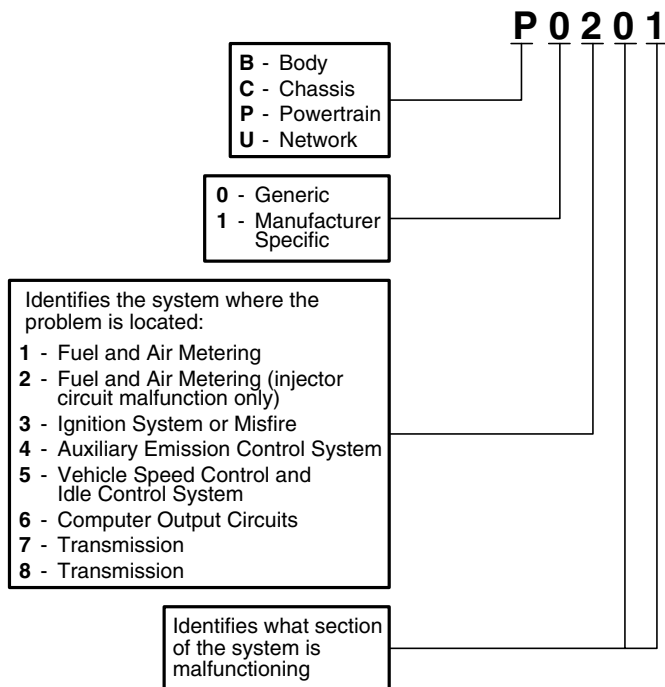 P 0 2 0 1
B - Body
C - Chassis
P - Powertrain
U - Network
0 - Generic
1 - Manufacturer
Specific
Identifies the system where the
problem is located:
1 - Fuel and Air Metering
2 - Fuel and Air Metering (injector
circuit malfunction only)
3 - Ignition System or Misfire
4 - Auxiliary Emission Control System
5 - Vehicle Speed Control and
Idle Control System
6 - Computer Output Circuits
7 - Transmission
8 - Transmission
Identifies what section
of the system is
malfunctioning